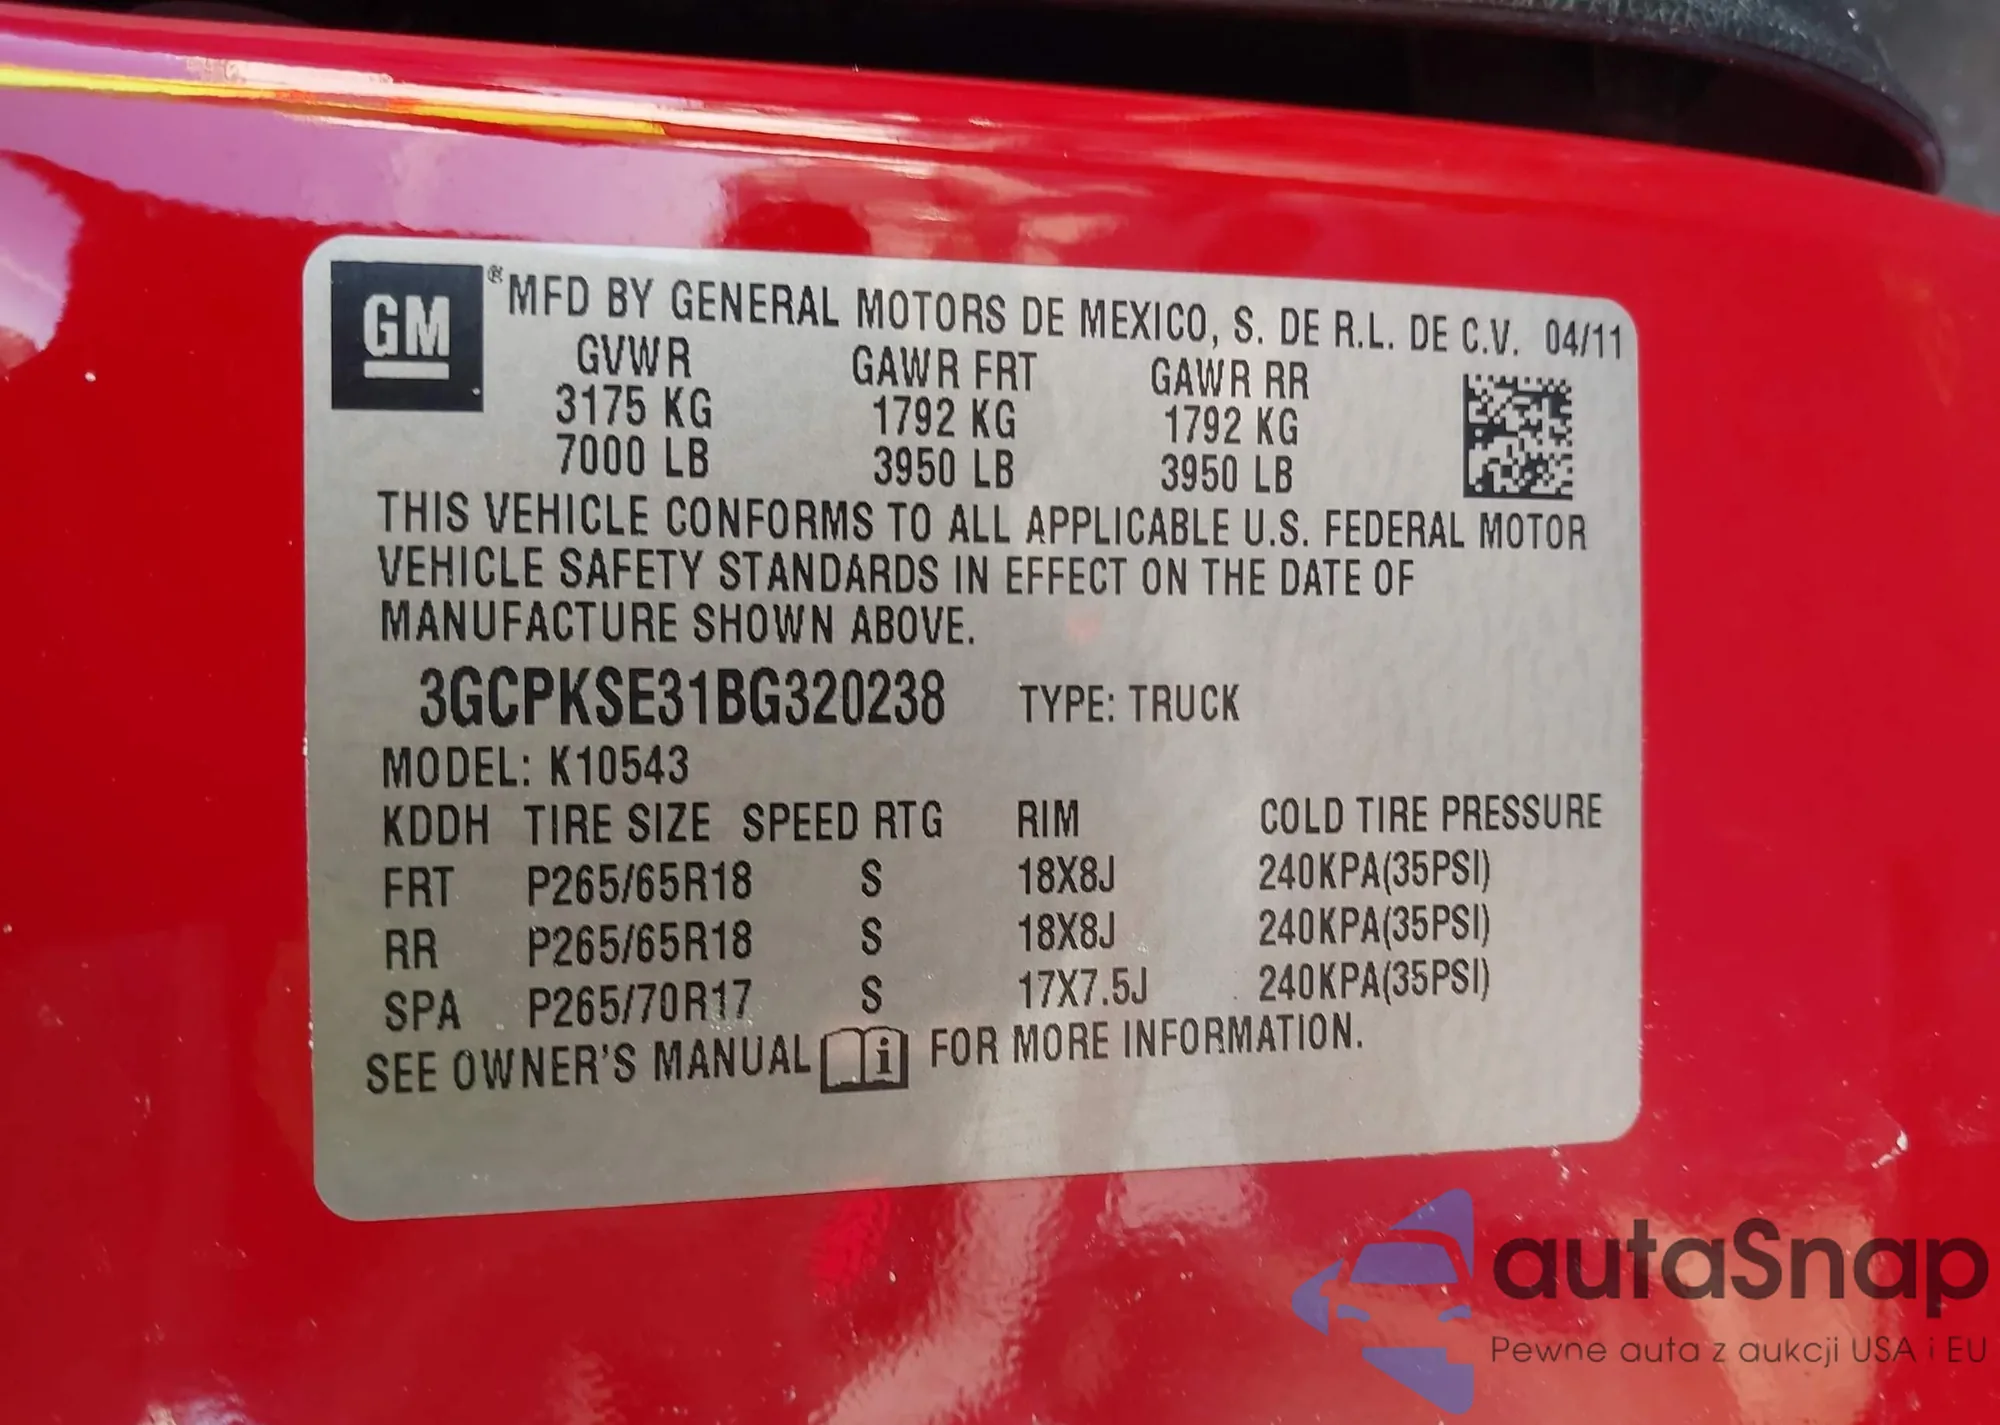 GM
® MFD BY GENERAL MOTORS DE MEXICO, S. DE R.L. DE C.V. 04/11
GVWR GAWR FRT GAWR RR
3175 KG 1792 KG 1792 KG
7000 LB 3950 LB 3950 LB
THIS VEHICLE CONFORMS TO ALL APPLICABLE U.S. FEDERAL MOTOR
VEHICLE SAFETY STANDARDS IN EFFECT ON THE DATE OF
MANUFACTURE SHOWN ABOVE.
3GCPKSE31BG320238 TYPE: TRUCK
MODEL: K10543
KDDH TIRE SIZE SPEED RTG RIM COLD TIRE PRESSURE
FRT P265/65R18 S 18X8J 240KPA(35PSI)
RR P265/65R18 S 18X8J 240KPA(35PSI)
SPA P265/70R17 S 17X7.5J 240KPA(35PSI)
SEE OWNER'S MANUAL i FOR MORE INFORMATION.
autaSnap
Pewne auta z aukcji USA i EU